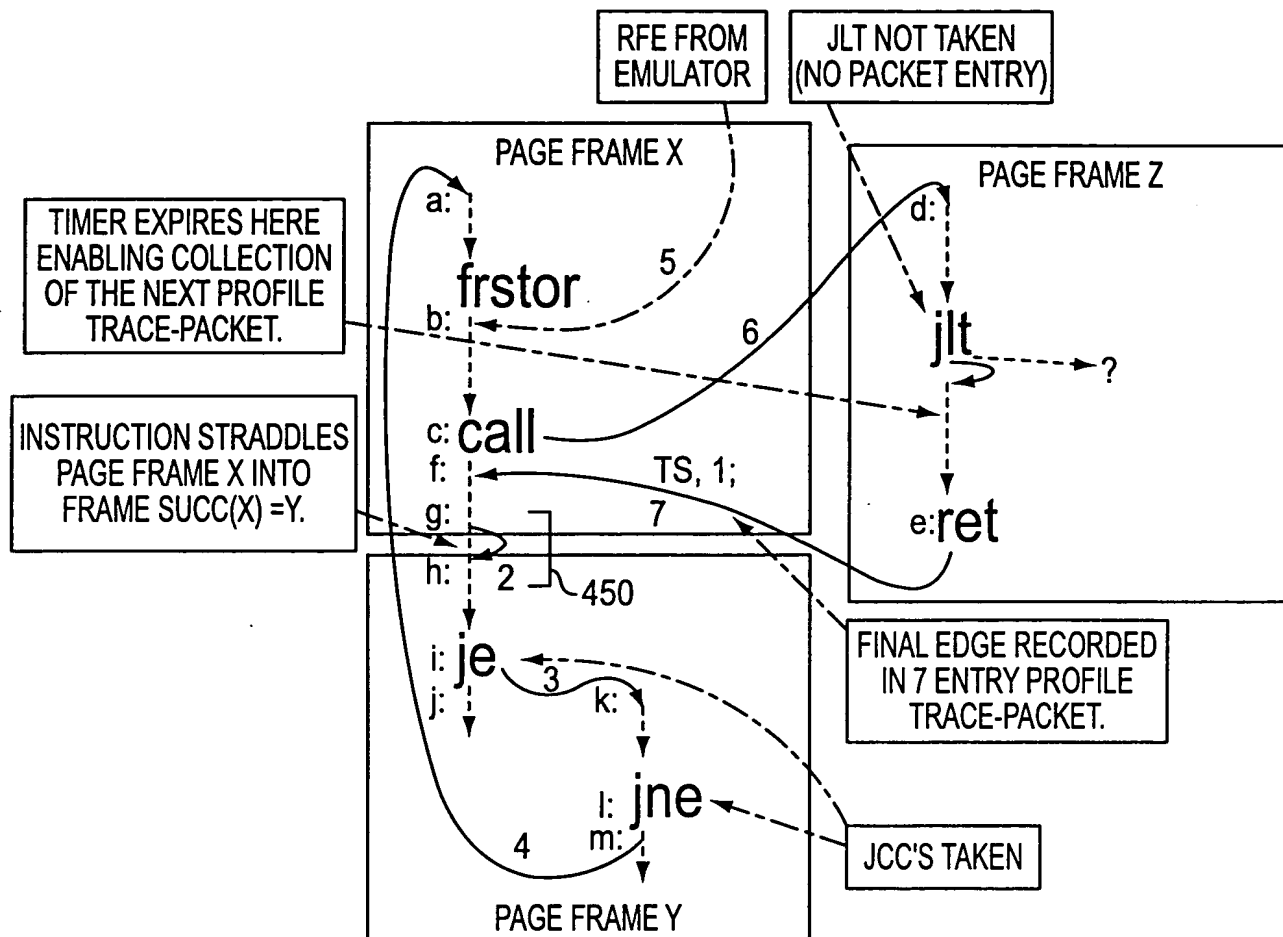 RFE FROM
EMULATOR
JLT NOT TAKEN
(NO PACKET ENTRY)
PAGE FRAME X
PAGE FRAME Z
a:
d:
TIMER EXPIRES HERE
ENABLING COLLECTION
OF THE NEXT PROFILE
TRACE-PACKET.
frstor
5
b:
6
jlt
?
INSTRUCTION STRADDLES
PAGE FRAME X INTO
FRAME SUCC(X) =Y.
c: call
f:
TS, 1;
7
g:
e: ret
h:
2
450
i: je
3
j:
k:
FINAL EDGE RECORDED
IN 7 ENTRY PROFILE
TRACE-PACKET.
l: jne
m:
4
JCC'S TAKEN
PAGE FRAME Y